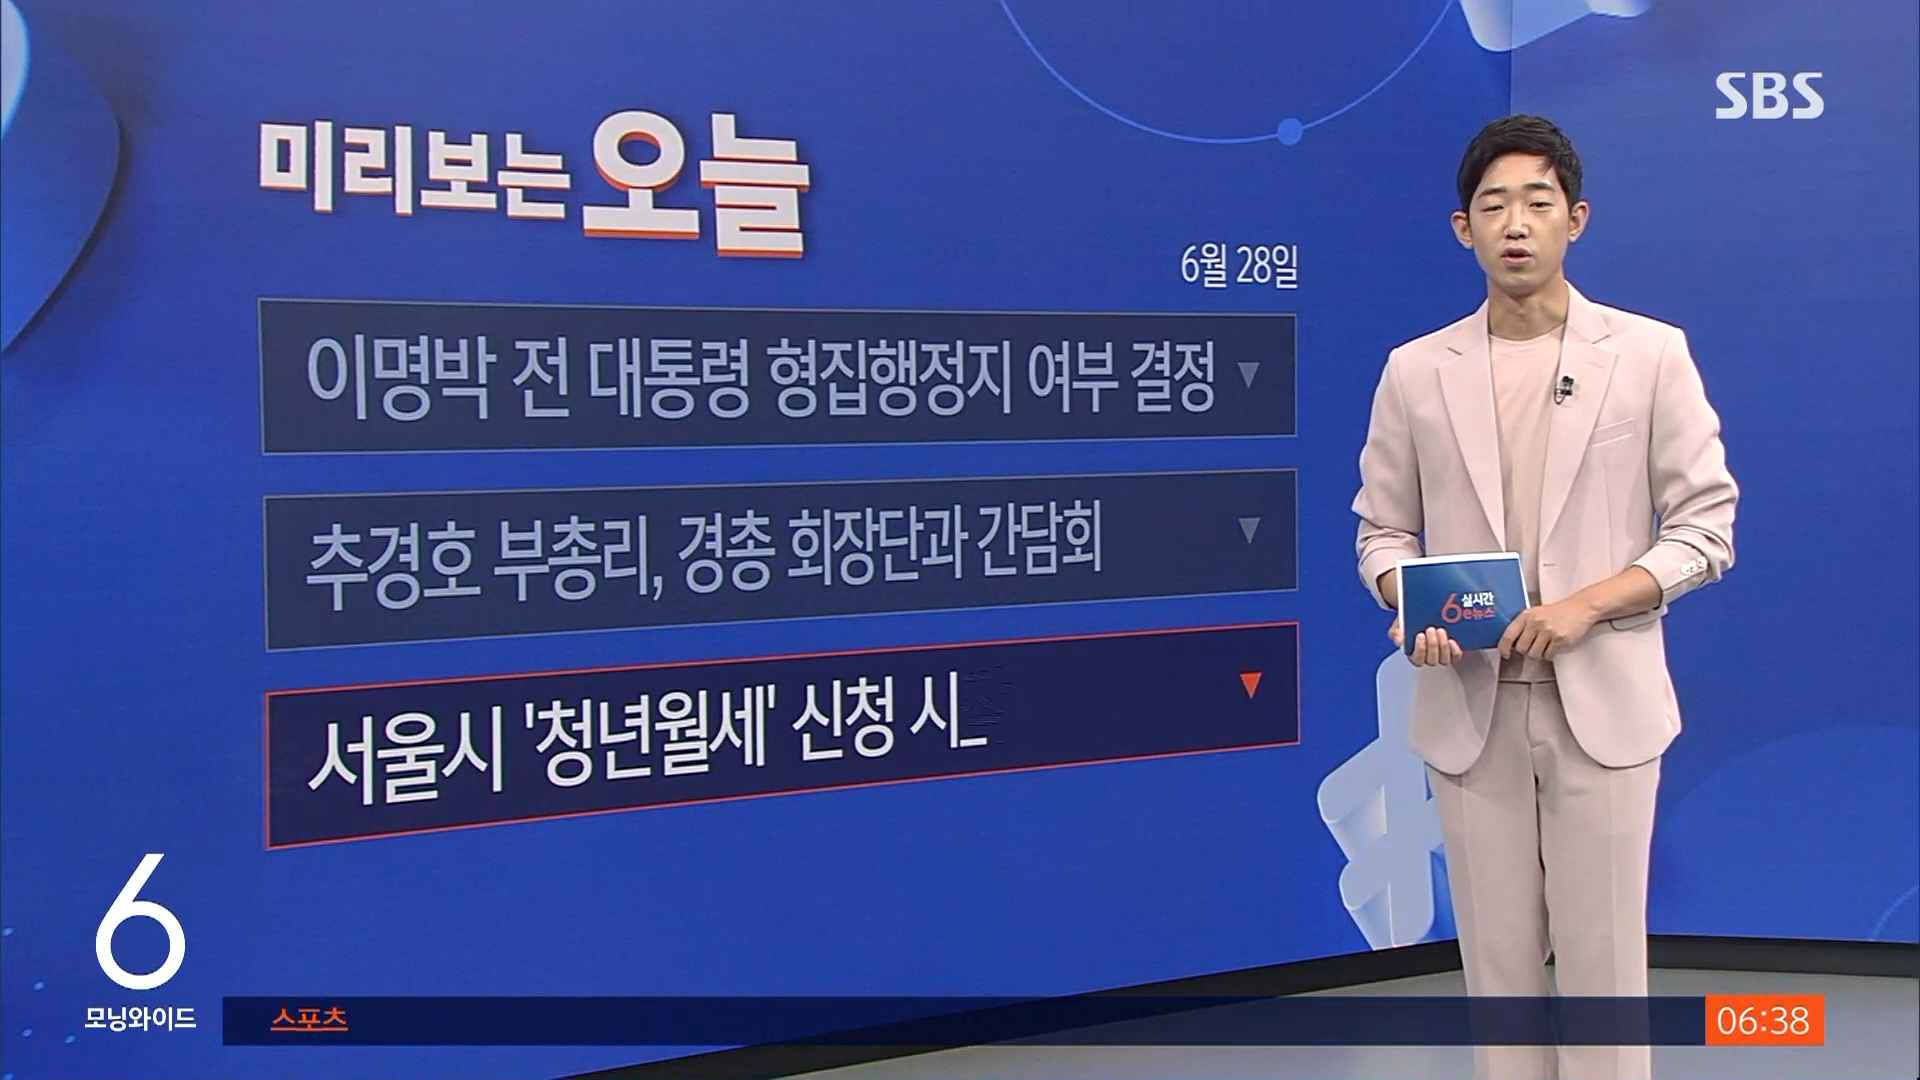 SBS
미리보는 오늘
6월 28일
이명박 전 대통령 형집행정지 여부 결정 ▼
추경호 부총리, 경총 회장단과 간담회 ▼
서울시 '청년월세' 신청 시_ ▼
6 실시간
e뉴스
6
모닝와이드
스포츠
06:38